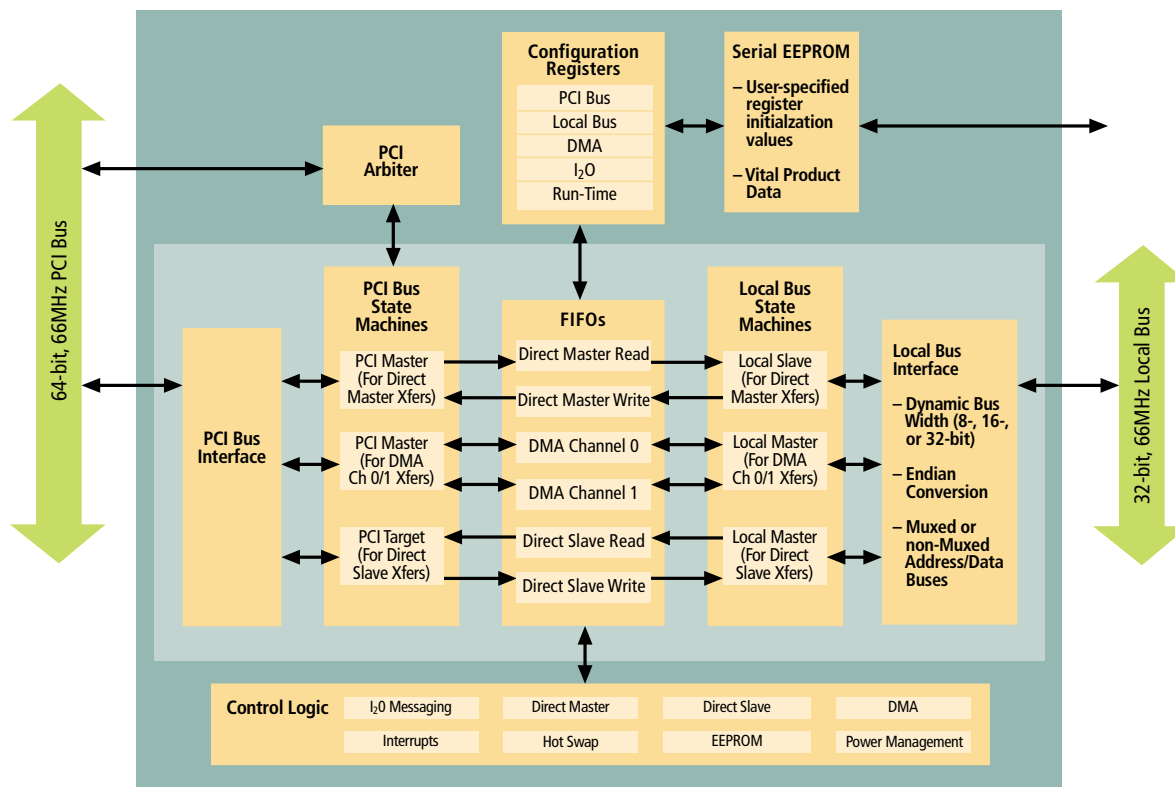 64-bit, 66MHz PCI Bus
PCI
Arbiter
Configuration
Registers
PCI Bus
Local Bus
DMA
I₂O
Run-Time
Serial EEPROM
– User-specified
register
initialzation
values
– Vital Product
Data
PCI Bus
Interface
PCI Bus
State
Machines
PCI Master
(For Direct
Master Xfers)
PCI Master
(For DMA
Ch 0/1 Xfers)
PCI Target
(For Direct
Slave Xfers)
FIFOs
Direct Master Read
Direct Master Write
DMA Channel 0
DMA Channel 1
Direct Slave Read
Direct Slave Write
Local Bus
State
Machines
Local Slave
(For Direct
Master Xfers)
Local Master
(For DMA
Ch 0/1 Xfers)
Local Master
(For Direct
Slave Xfers)
Local Bus
Interface
– Dynamic Bus
Width (8-, 16-,
or 32-bit)
– Endian
Conversion
– Muxed or
non-Muxed
Address/Data
Buses
32-bit, 66MHz Local Bus
Control Logic
I₂0 Messaging
Direct Master
Direct Slave
DMA
Interrupts
Hot Swap
EEPROM
Power Management